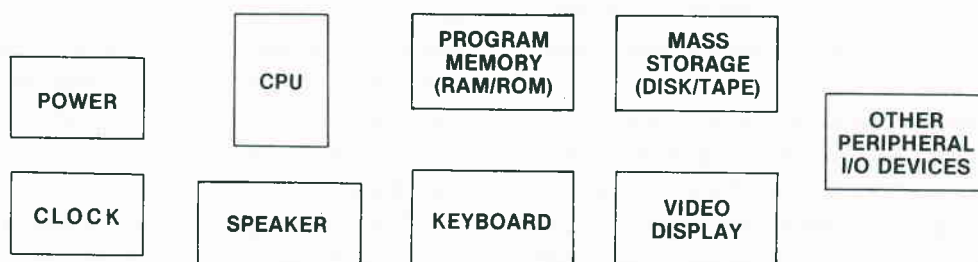 POWER
CPU
PROGRAM
MEMORY
(RAM/ROM)
MASS
STORAGE
(DISK/TAPE)
OTHER
PERIPHERAL
I/O DEVICES
CLOCK
SPEAKER
KEYBOARD
VIDEO
DISPLAY